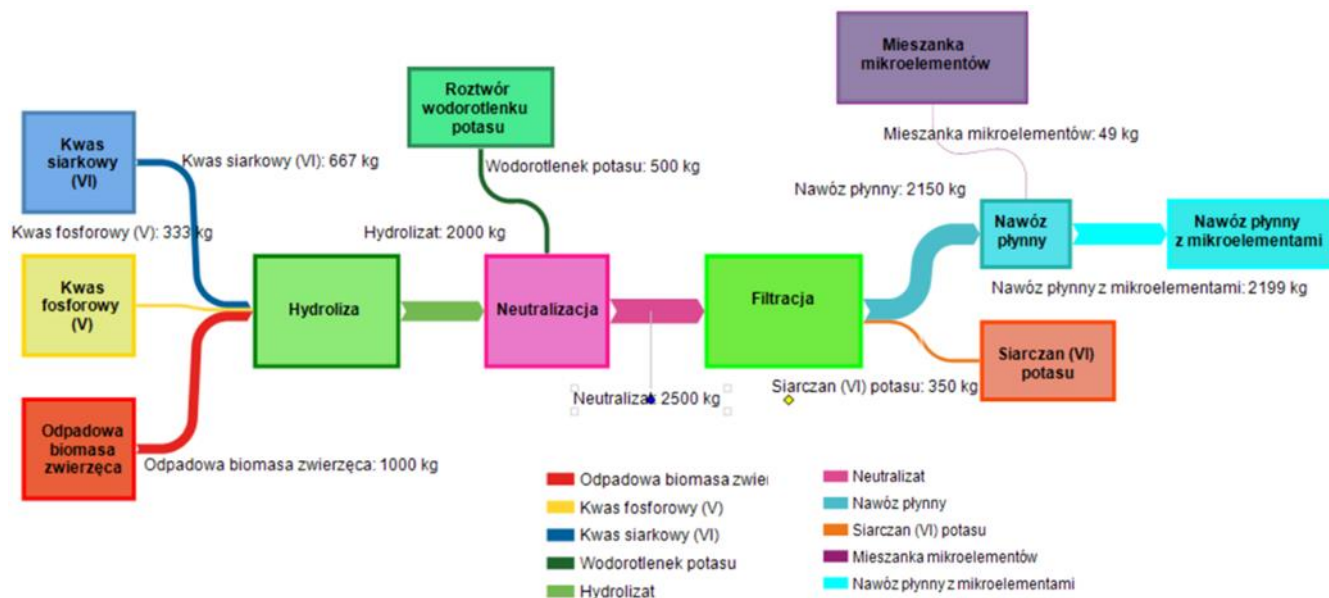 Mieszanka
mikroelementów
Roztwór
wodorotlenku
potasu
Kwas
siarkowy
(VI)
Mieszanka mikroelementów: 49 kg
Kwas siarkowy (VI): 667 kg
Wodorotlenek potasu: 500 kg
Nawóz płynny: 2150 kg
Kwas fosforowy (V): 333 kg
Hydrolizat: 2000 kg
Nawóz
płynny
Nawóz płynny
z mikroelementami
Kwas
fosforowy
(V)
Hydroliza
Neutralizacja
Filtracja
Nawóz płynny z mikroelementami: 2199 kg
Siarczan (VI)
potasu
Neutralizat: 2500 kg
Siarczan (VI) potasu: 350 kg
Odpadowa
biomasa
zwierzęca
Odpadowa biomasa zwierzęca: 1000 kg
Odpadowa biomasa zwie
Kwas fosforowy (V)
Kwas siarkowy (VI)
Wodorotlenek potasu
Hydrolizat
Neutralizat
Nawóz płynny
Siarczan (VI) potasu
Mieszanka mikroelementów
Nawóz płynny z mikroelementami